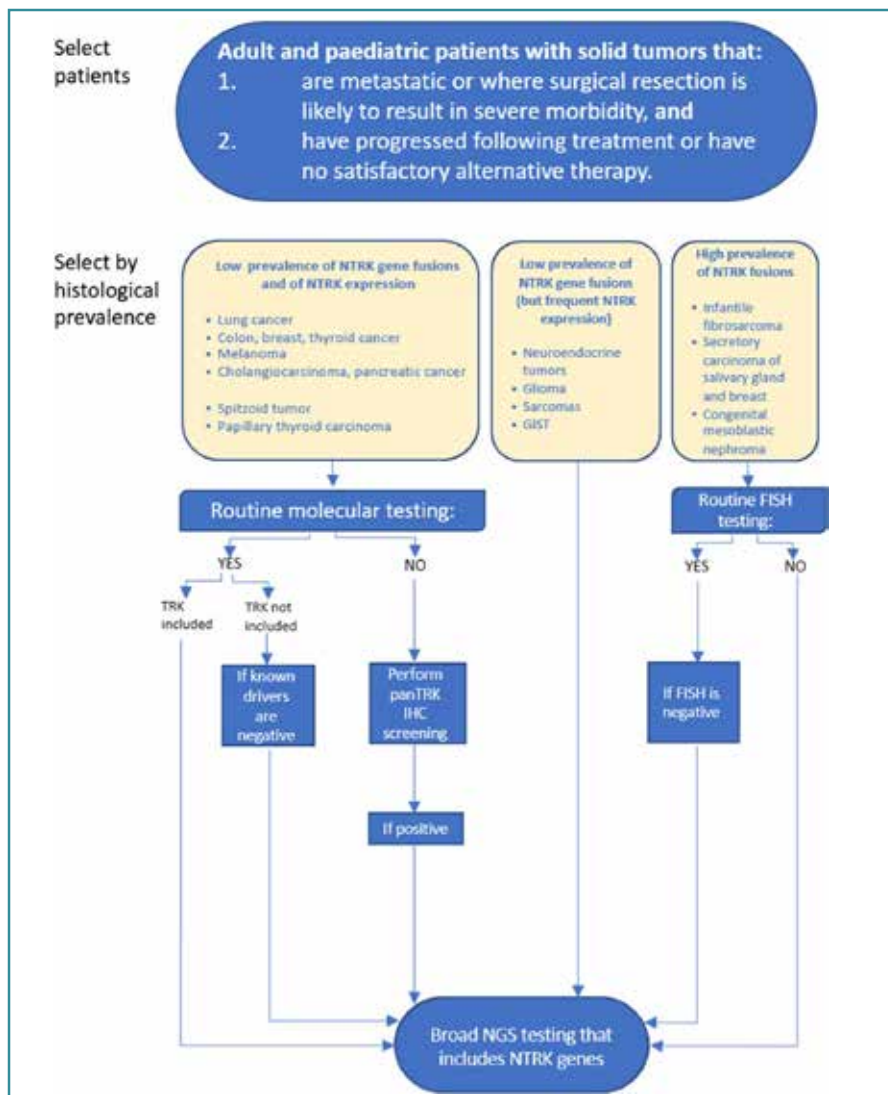 Select
patients
Adult and paediatric patients with solid tumors that:
1. are metastatic or where surgical resection is
likely to result in severe morbidity, and
2. have progressed following treatment or have
no satisfactory alternative therapy.
Select by
histological
prevalence
Low prevalence of NTRK gene fusions
and of NTRK expression
• Lung cancer
• Colon, breast, thyroid cancer
• Melanoma
• Cholangiocarcinoma, pancreatic cancer
• Spitzoid tumor
• Papillary thyroid carcinoma
Low prevalence of
NTRK gene fusions
(but frequent NTRK
expression)
• Neuroendocrine
tumors
• Glioma
• Sarcomas
• GIST
High prevalence
of NTRK fusions
• Infantile
fibrosarcoma
• Secretory
carcinoma of
salivary gland
and breast
• Congenital
mesoblastic
nephroma
Routine molecular testing:
YES
NO
TRK
included
TRK not
included
If known
drivers
are
negative
Perform
panTRK
IHC
screening
If positive
Routine FISH
testing:
YES
NO
If FISH is
negative
Broad NGS testing that
includes NTRK genes